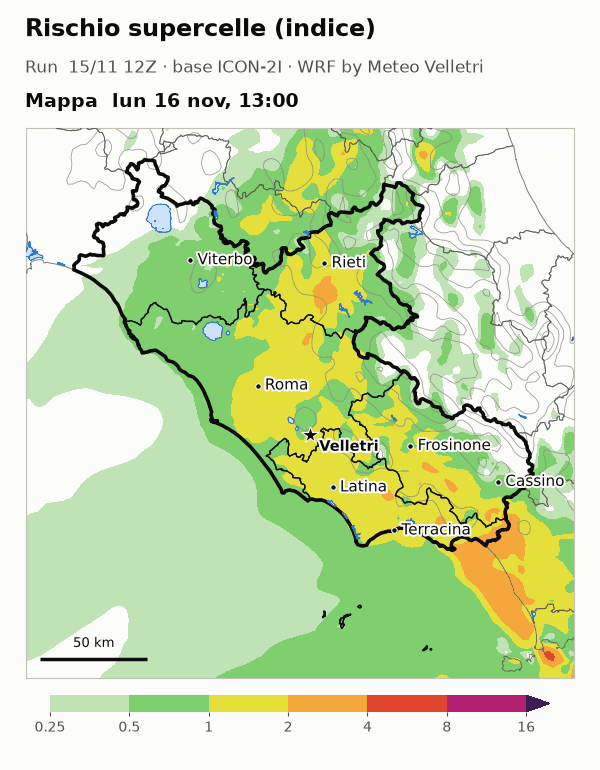 Rischio supercelle (indice)
Run  15/11 12Z · base ICON-2I · WRF by Meteo Velletri
Mappa  lun 16 nov, 13:00
Viterbo
Rieti
Roma
Velletri
Frosinone
Latina
Cassino
Terracina
50 km
0.25 0.5 1 2 4 8 16